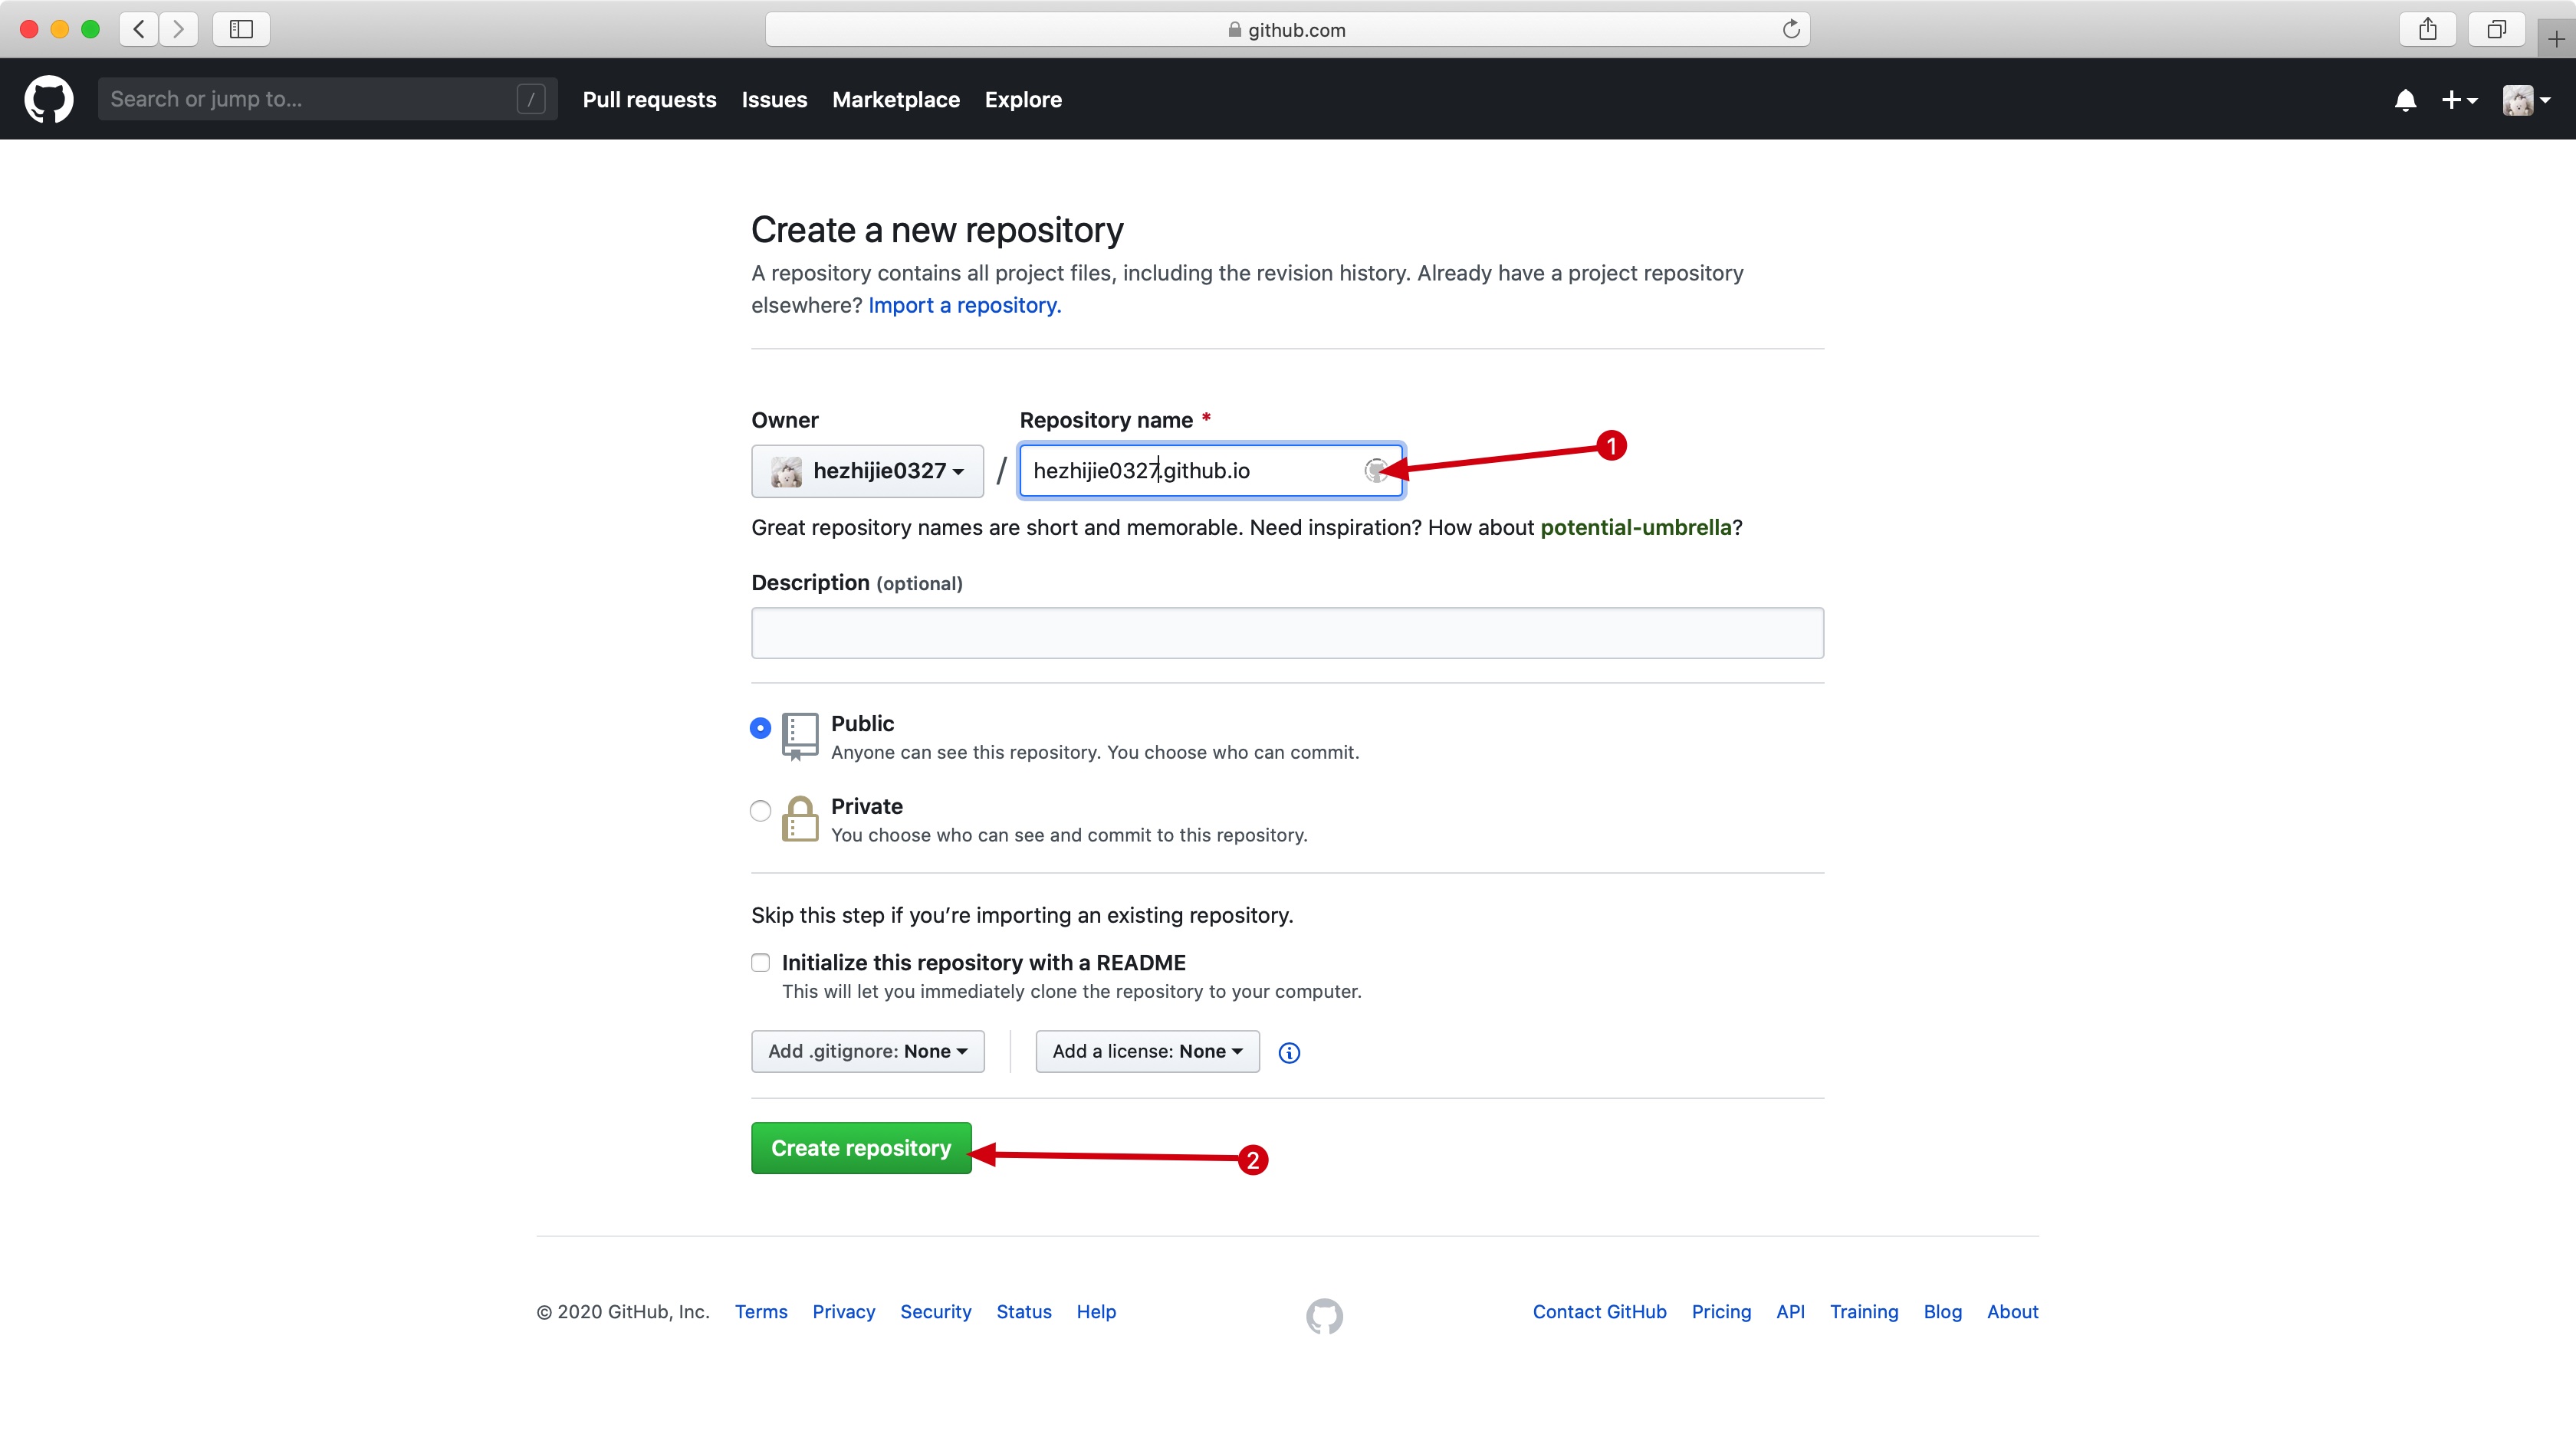 github.com
Search or jump to... /
Pull requests Issues Marketplace Explore
Create a new repository
A repository contains all project files, including the revision history. Already have a project repository
elsewhere? Import a repository.
Owner Repository name *
hezhijie0327 / hezhijie0327.github.io
1
Great repository names are short and memorable. Need inspiration? How about potential-umbrella?
Description (optional)
Public
Anyone can see this repository. You choose who can commit.
Private
You choose who can see and commit to this repository.
Skip this step if you’re importing an existing repository.
Initialize this repository with a README
This will let you immediately clone the repository to your computer.
Add .gitignore: None Add a license: None
Create repository
2
© 2020 GitHub, Inc. Terms Privacy Security Status Help Contact GitHub Pricing API Training Blog About